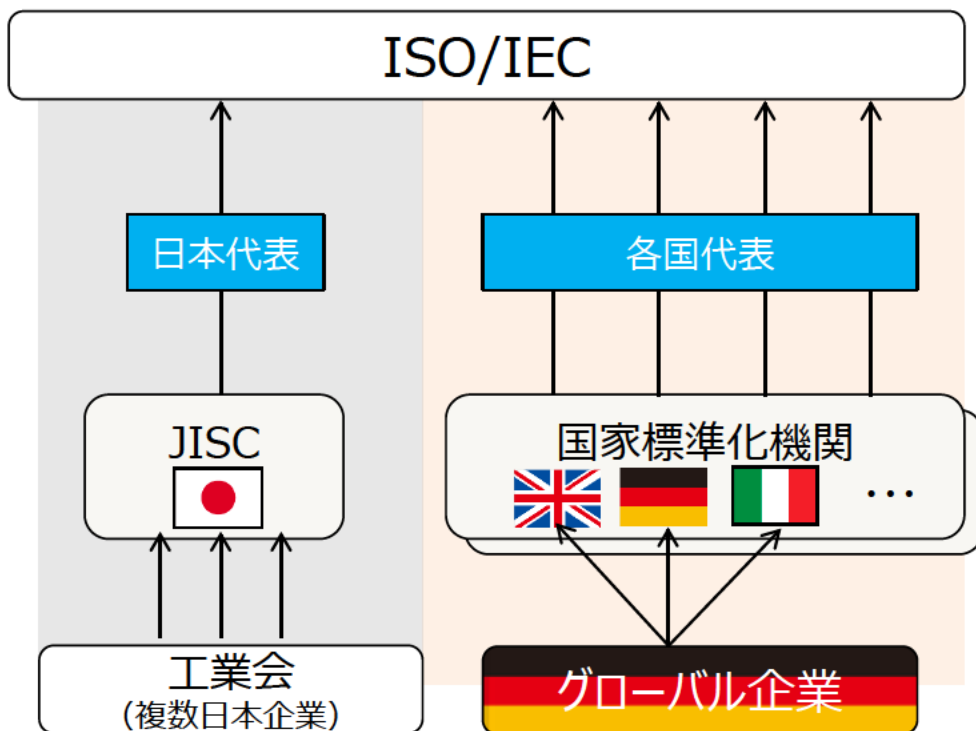 ISO/IEC
日本代表
各国代表
JISC
国家標準化機関
…
工業会
（複数日本企業）
グローバル企業